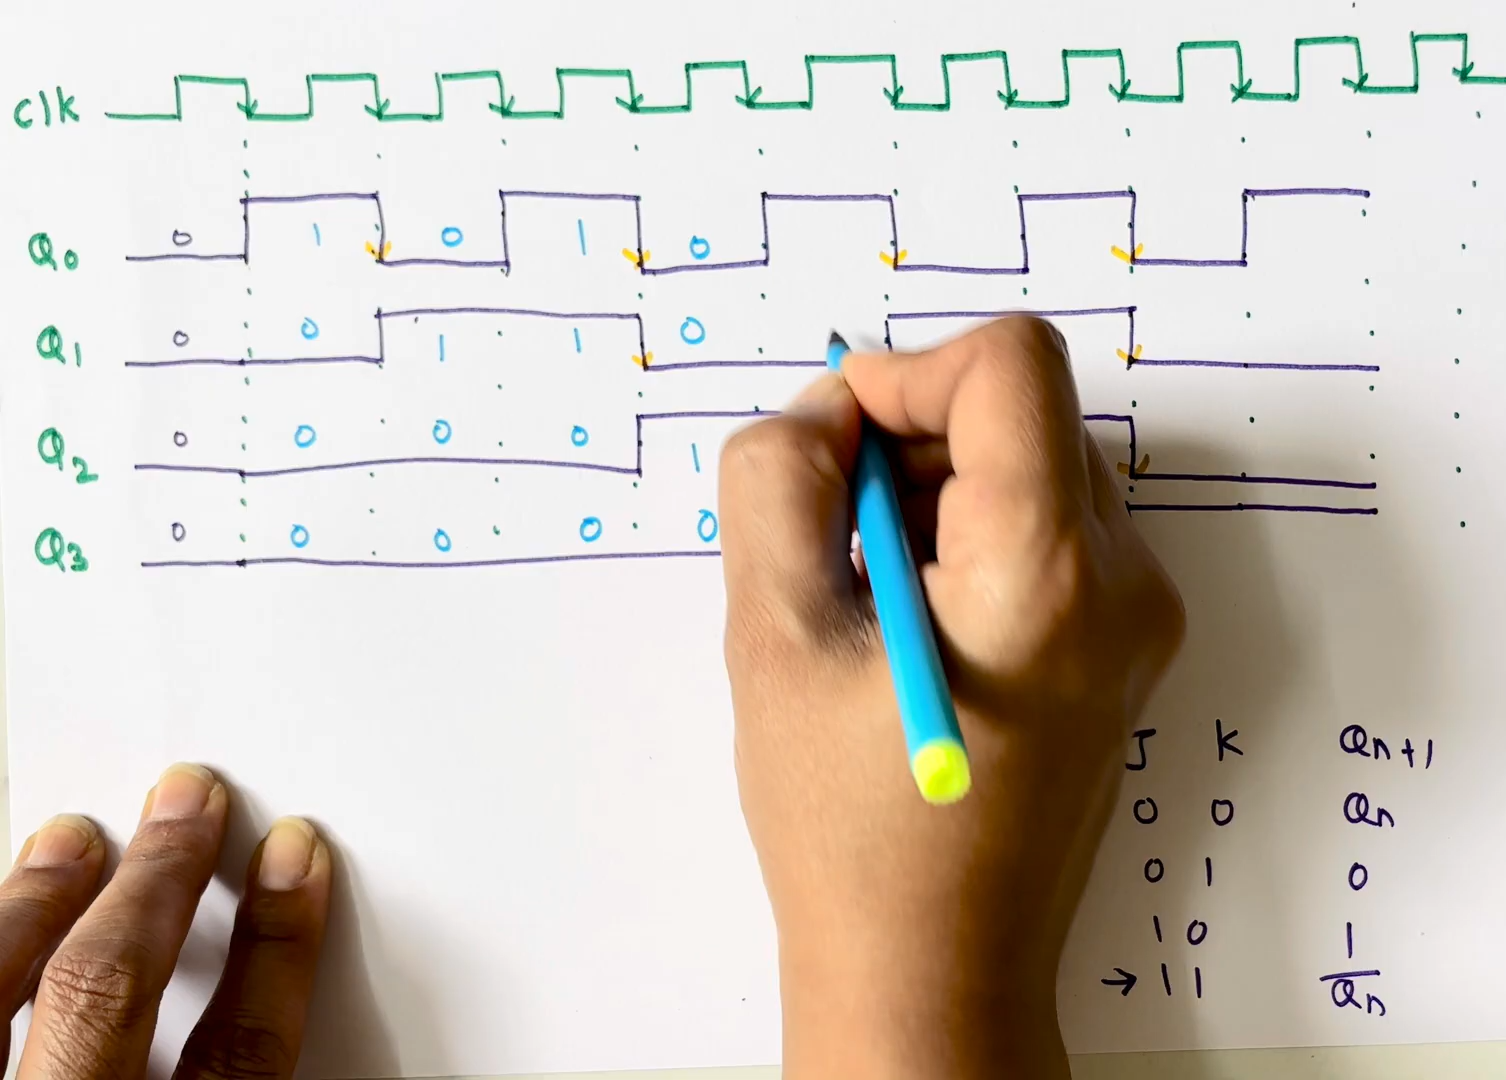 clk
Q0 0 1 0 1 0
Q1 0 0 1 1 0
Q2 0 0 0 0 1
Q3 0 0 0 0 0
J K Qn+1
0 0 Qn
0 1 0
1 0 1
→ 1 1 Q̅n